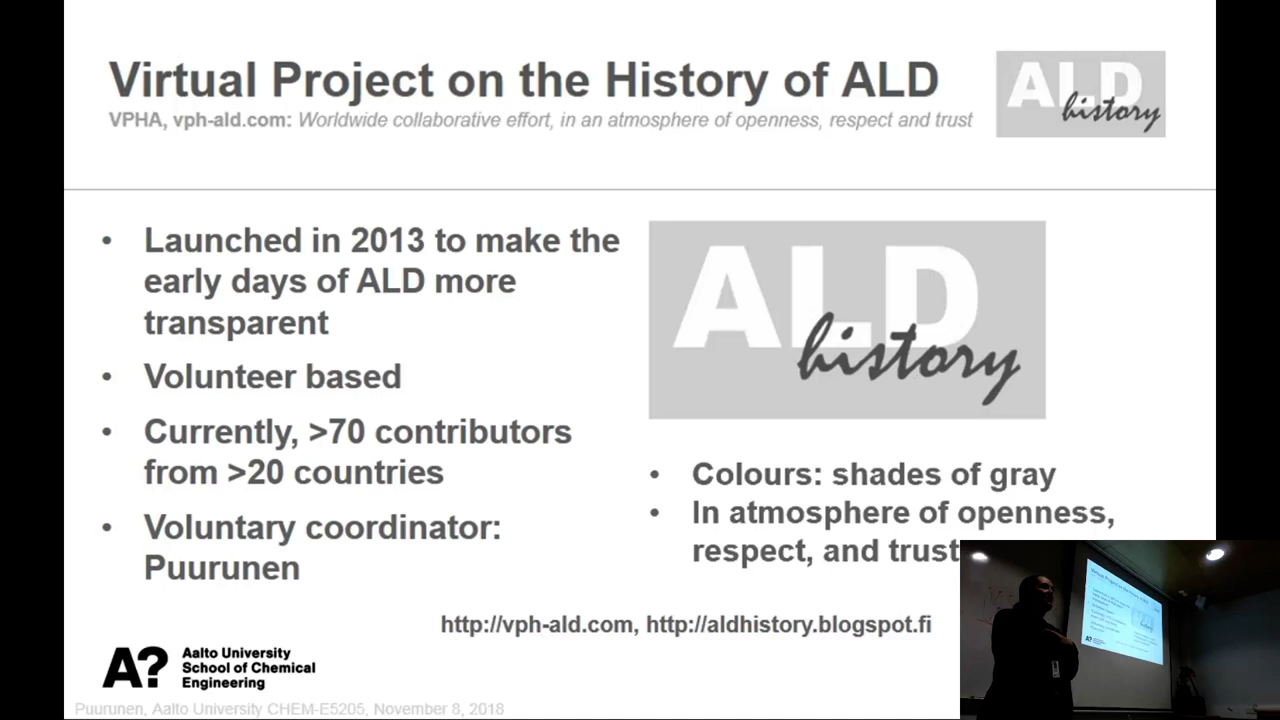 Virtual Project on the History of ALD
VPHA, vph-ald.com: Worldwide collaborative effort, in an atmosphere of openness, respect and trust
ALD
history
• Launched in 2013 to make the
early days of ALD more
transparent
• Volunteer based
• Currently, >70 contributors
from >20 countries
• Voluntary coordinator:
Puurunen
ALD
history
• Colours: shades of gray
• In atmosphere of openness,
respect, and trust
http://vph-ald.com, http://aldhistory.blogspot.fi
A?
Aalto University
School of Chemical
Engineering
Puurunen, Aalto University CHEM-E5205, November 8, 2018